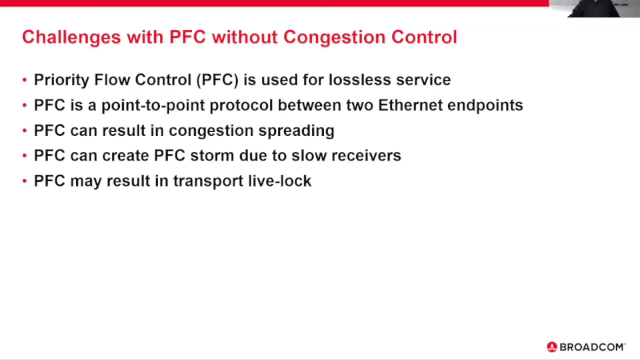 Challenges with PFC without Congestion Control
• Priority Flow Control (PFC) is used for lossless service
• PFC is a point-to-point protocol between two Ethernet endpoints
• PFC can result in congestion spreading
• PFC can create PFC storm due to slow receivers
• PFC may result in transport live-lock
BROADCOM